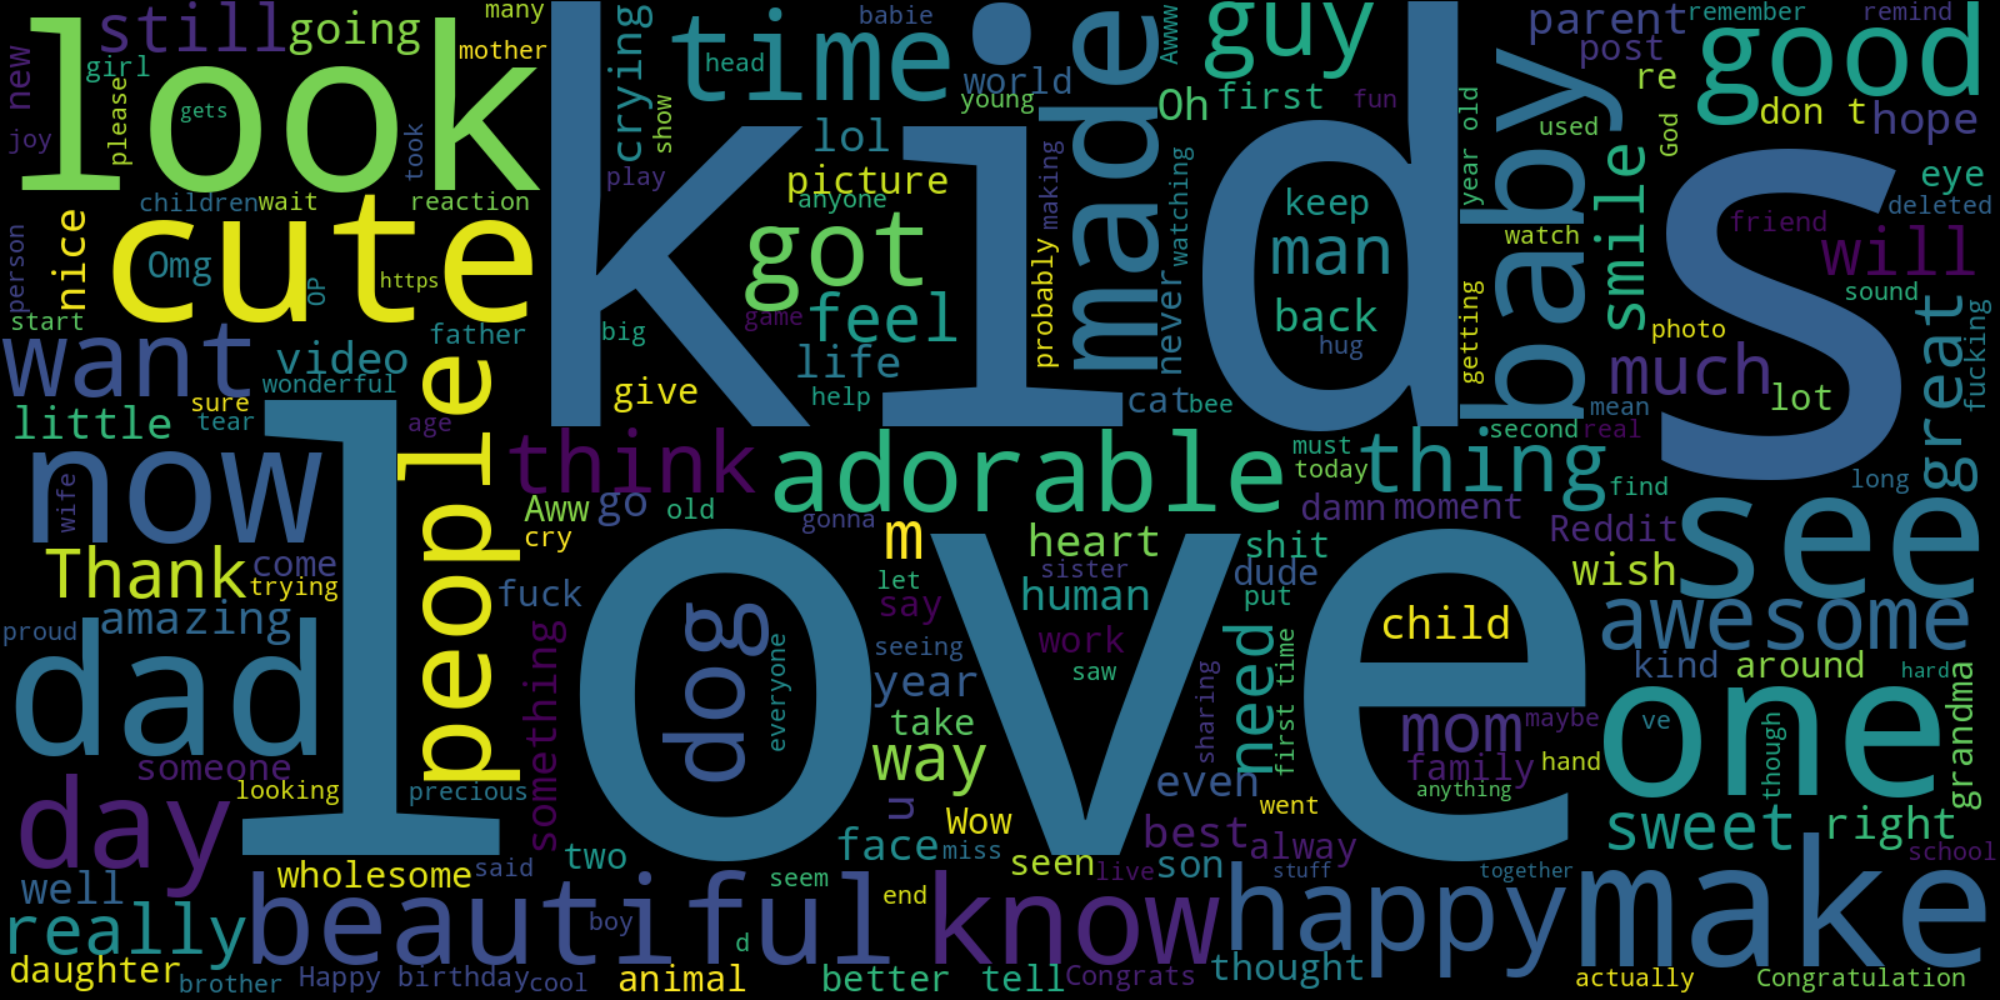 still
going
many
mother
babie
Awww
guy
parent
remember
remind
new
girl
look
please
gets
joy
took
crying
time
head
show
world
young
made
Oh
first
fun
post
re
good
don t
hope
kids
lol
play
picture
anyone
making
watching
keep
man
year old
used
God
baby
smile
eye
deleted
children
wait
reaction
nice
cute
Omg
https
OP
person
start
got
probably
never
back
hug
watch
friend
will
sound
photo
getting
great
fucking
want
video
father
wonderful
big
game
feel
life
give
help
cat
bee
much
lot
mean
little
sure
tear
age
people
think
adorable
must
today
thing
second
real
find
long
now
wife
Aww
go
old
cry
gonna
m
heart
damn
moment
Reddit
see
Thank
come
trying
fuck
let
say
sister
human
shit
dude
put
wish
proud
amazing
love
dog
everyone
seeing
work
need
first time
child
awesome
kind
around
hard
dad
something
year
saw
sharing
take
way
mom
maybe
family
hand
anything
one
ve
though
grandma
someone
looking
precious
day
u
Wow
even
went
face
miss
best
alway
sweet
right
wholesome
said
two
seen
live
son
stuff
together
school
well
seem
end
really
beautiful
boy
d
know
happy
make
daughter
brother
Happy birthday
cool
animal
better
tell
Congrats
thought
actually
Congratulation